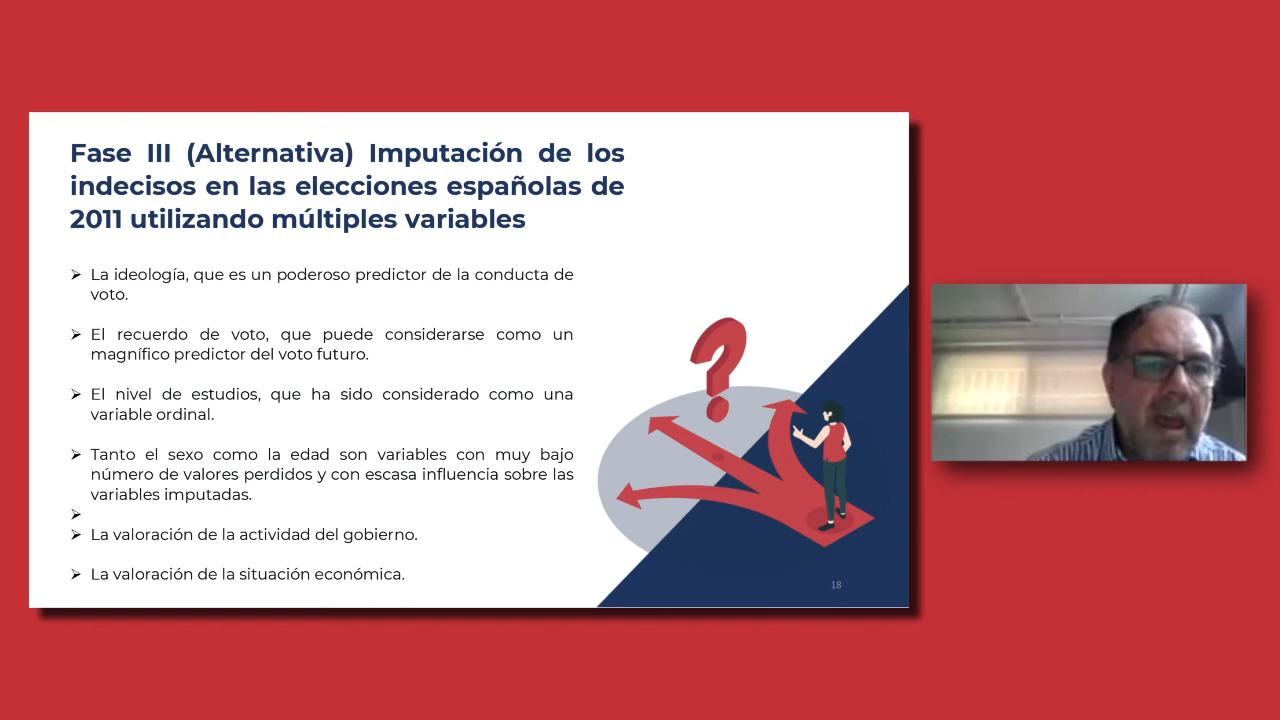 Fase III (Alternativa) Imputación de los
indecisos en las elecciones españolas de
2011 utilizando múltiples variables
➢ La ideología, que es un poderoso predictor de la conducta de
voto.
➢ El recuerdo de voto, que puede considerarse como un
magnífico predictor del voto futuro.
➢ El nivel de estudios, que ha sido considerado como una
variable ordinal.
➢ Tanto el sexo como la edad son variables con muy bajo
número de valores perdidos y con escasa influencia sobre las
variables imputadas.
➢
➢ La valoración de la actividad del gobierno.
➢ La valoración de la situación económica.
18